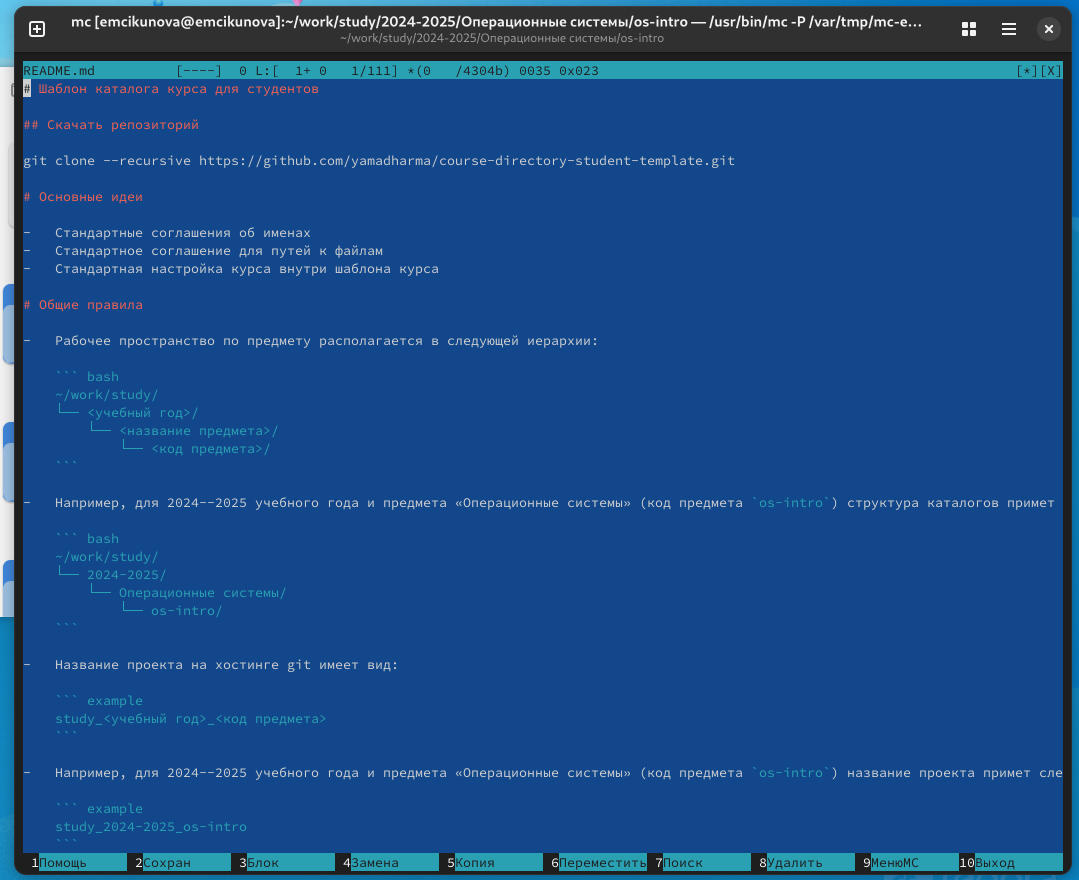 mc [emcikunova@emcikunova]:~/work/study/2024-2025/Операционные системы/os-intro — /usr/bin/mc -P /var/tmp/mc-e…
~/work/study/2024-2025/Операционные системы/os-intro
README.md [----] 0 L:[ 1+ 0 1/111] *(0 /4304b) 0035 0x023 [*][X]
# Шаблон каталога курса для студентов
## Скачать репозиторий
git clone --recursive https://github.com/yamadharma/course-directory-student-template.git
# Основные идеи
- Стандартные соглашения об именах
- Стандартное соглашение для путей к файлам
- Стандартная настройка курса внутри шаблона курса
# Общие правила
- Рабочее пространство по предмету располагается в следующей иерархии:
``` bash
~/work/study/
└── <учебный год>/
└── <название предмета>/
└── <код предмета>/
```
- Например, для 2024--2025 учебного года и предмета «Операционные системы» (код предмета `os-intro`) структура каталогов примет
``` bash
~/work/study/
└── 2024-2025/
└── Операционные системы/
└── os-intro/
```
- Название проекта на хостинге git имеет вид:
``` example
study_<учебный год>_<код предмета>
```
- Например, для 2024--2025 учебного года и предмета «Операционные системы» (код предмета `os-intro`) название проекта примет сле
``` example
study_2024-2025_os-intro
```
1Помощь 2Сохран 3Блок 4Замена 5Копия 6Переместить 7Поиск 8Удалить 9МенюМС 10Выход